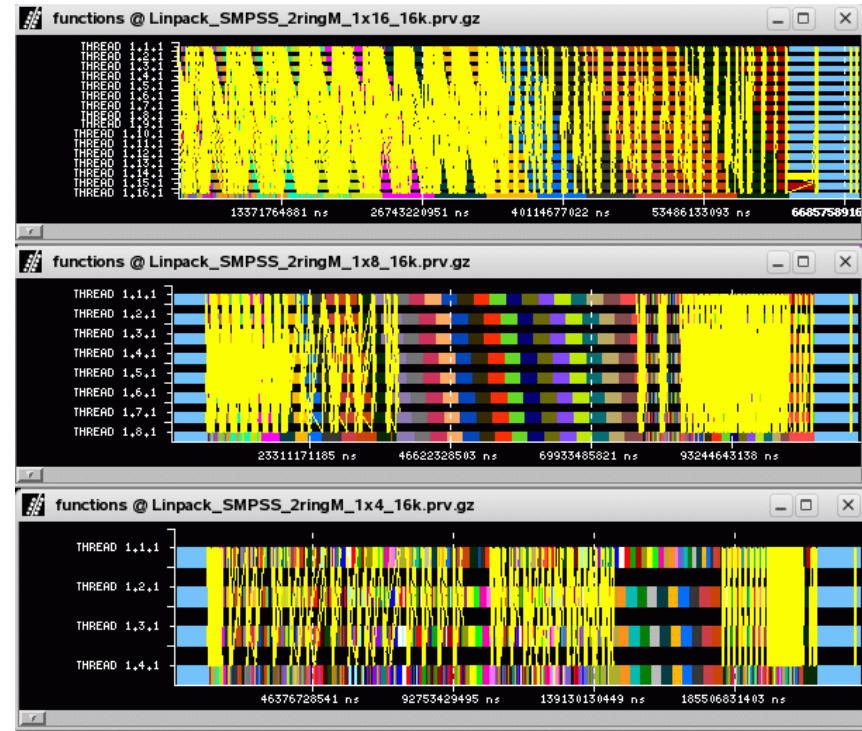 functions @ Linpack_SMPSS_2ringM_1x16_16k.prv.gz
THREAD 1.1.1
THREAD 1.2.1
THREAD 1.3.1
THREAD 1.4.1
THREAD 1.5.1
THREAD 1.6.1
THREAD 1.7.1
THREAD 1.8.1
THREAD 1.9.1
THREAD 1.10.1
THREAD 1.11.1
THREAD 1.12.1
THREAD 1.13.1
THREAD 1.14.1
THREAD 1.15.1
THREAD 1.16.1
13371764881 ns 26743220951 ns 40114677022 ns 53486133093 ns 6685758916
functions @ Linpack_SMPSS_2ringM_1x8_16k.prv.gz
THREAD 1.1.1
THREAD 1.2.1
THREAD 1.3.1
THREAD 1.4.1
THREAD 1.5.1
THREAD 1.6.1
THREAD 1.7.1
THREAD 1.8.1
23311171185 ns 46622328503 ns 69933485821 ns 93244643138 ns
functions @ Linpack_SMPSS_2ringM_1x4_16k.prv.gz
THREAD 1.1.1
THREAD 1.2.1
THREAD 1.3.1
THREAD 1.4.1
46376728541 ns 92753429495 ns 139130130449 ns 185506831403 ns